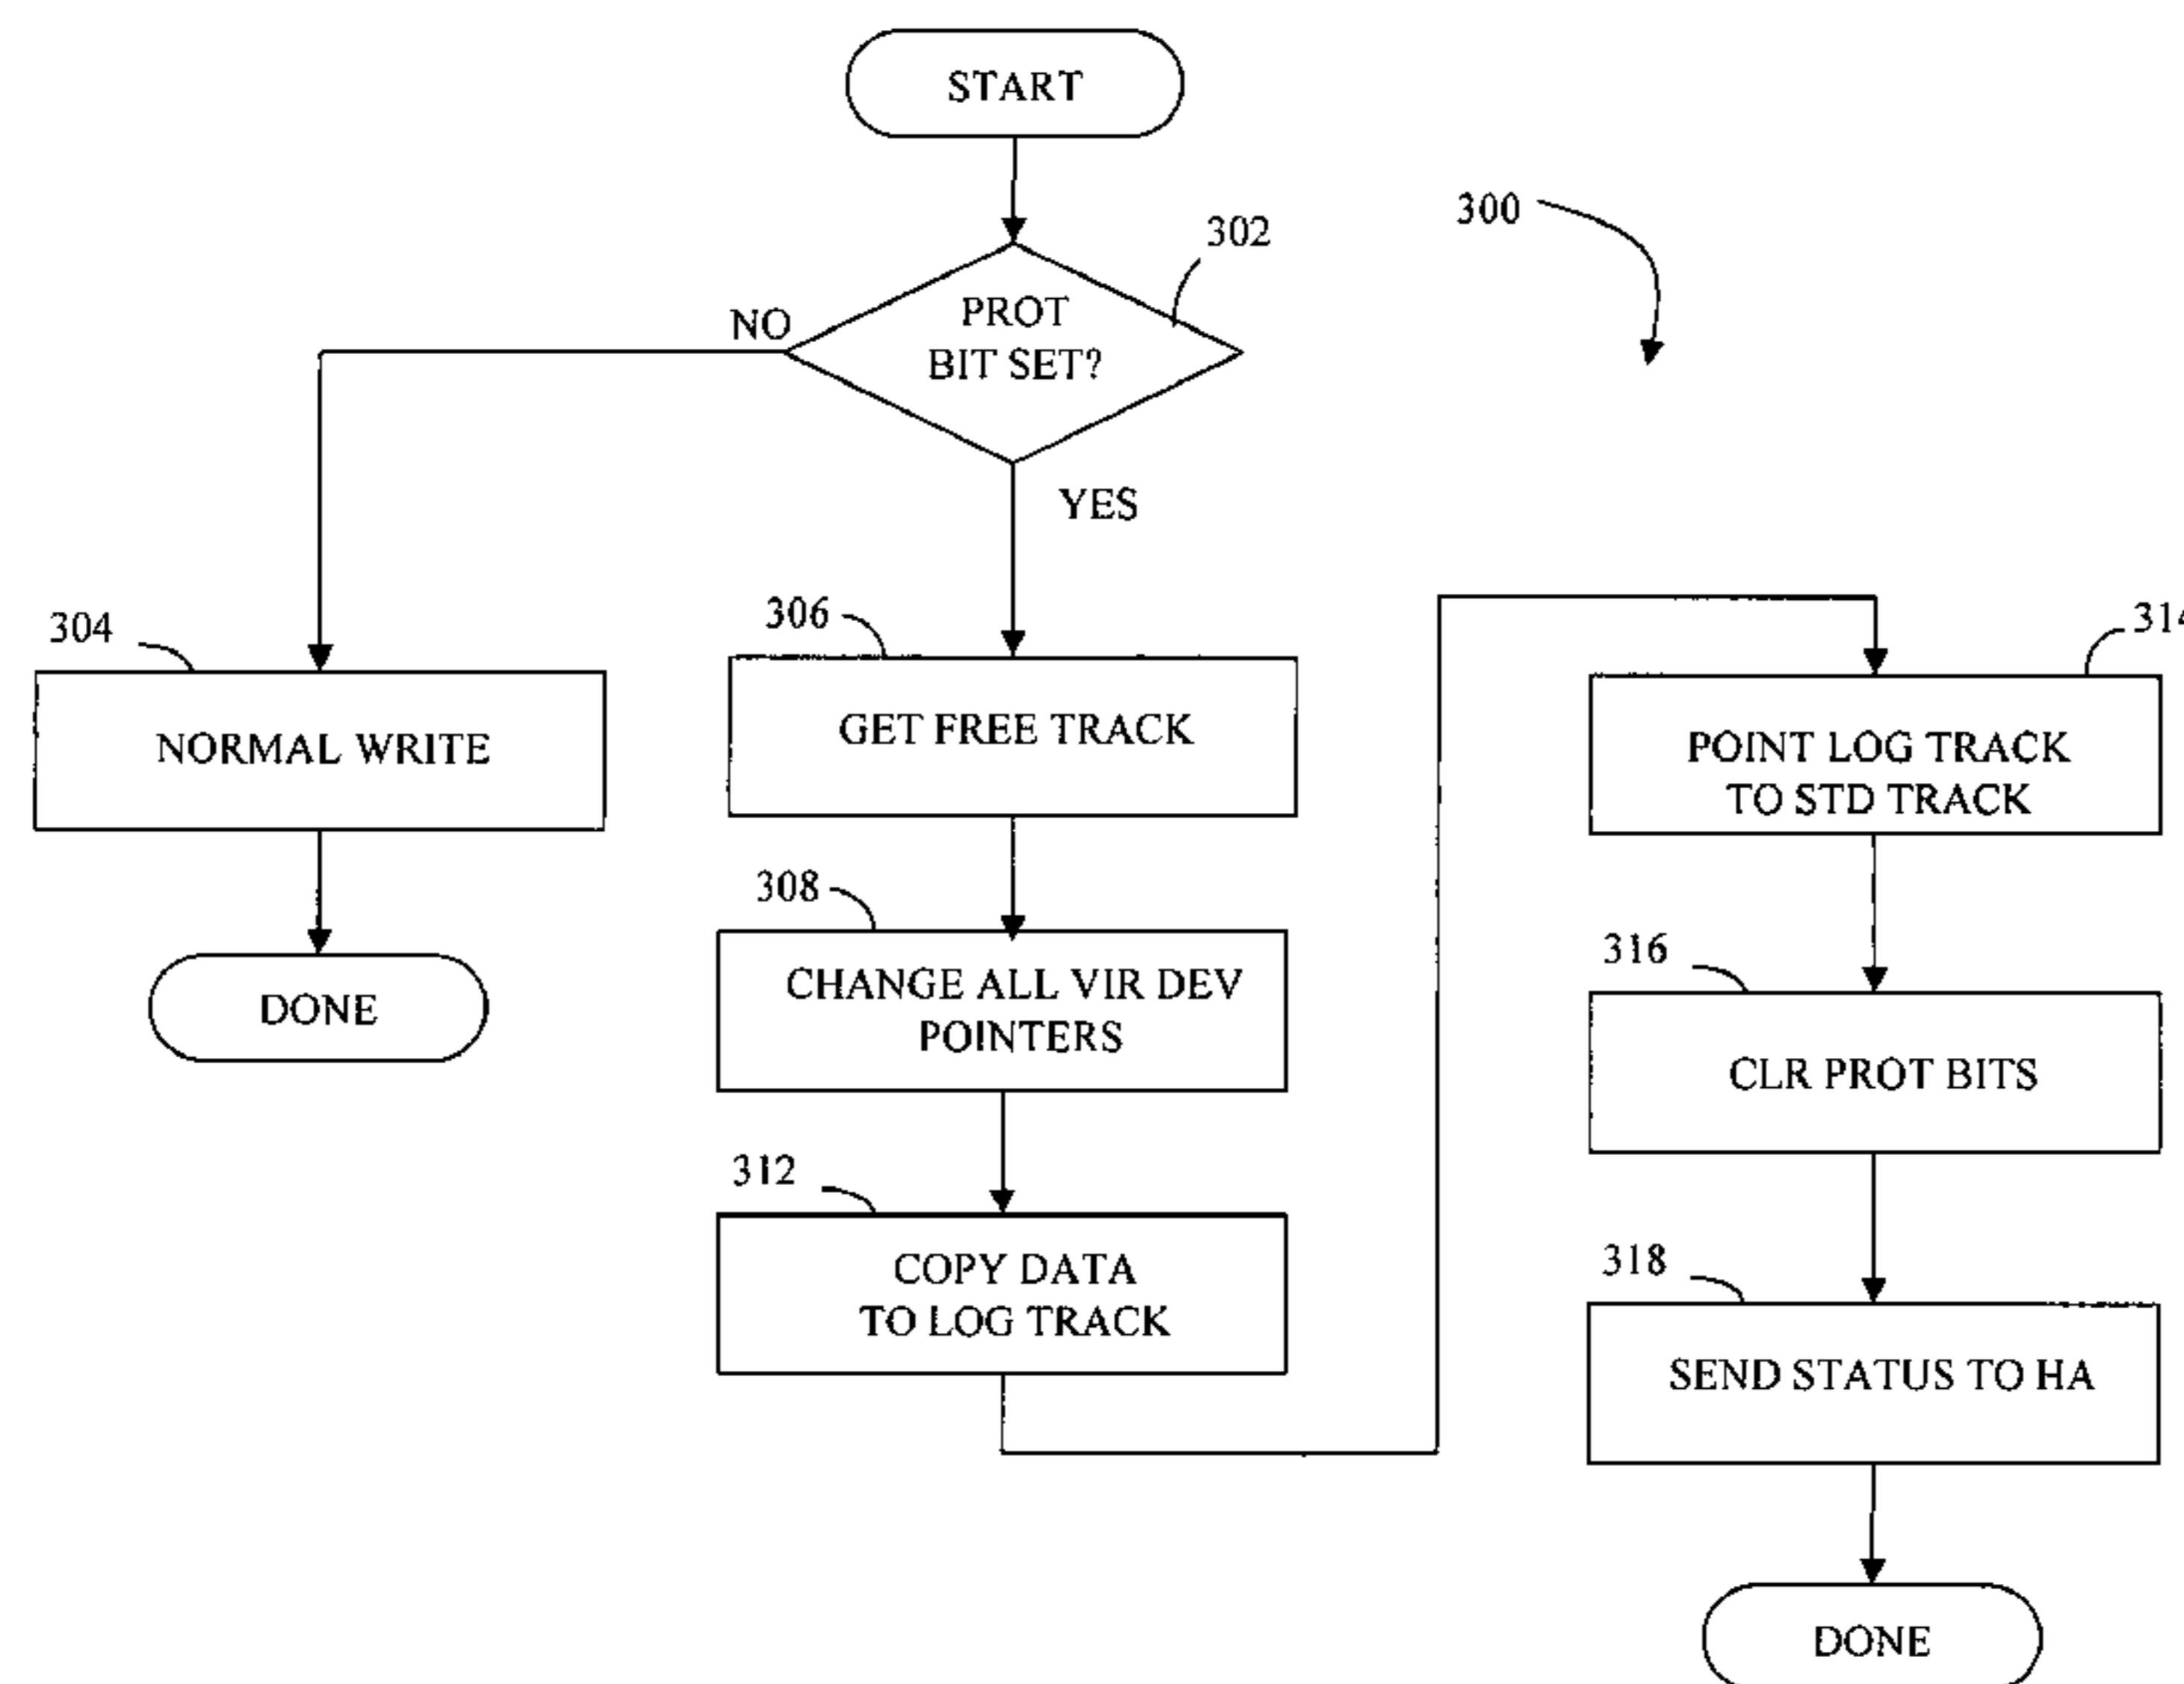 START
300
302
PROT
BIT SET?
NO
YES
304
NORMAL WRITE
DONE
306
GET FREE TRACK
308
CHANGE ALL VIR DEV
POINTERS
312
COPY DATA
TO LOG TRACK
314
POINT LOG TRACK
TO STD TRACK
316
CLR PROT BITS
318
SEND STATUS TO HA
DONE